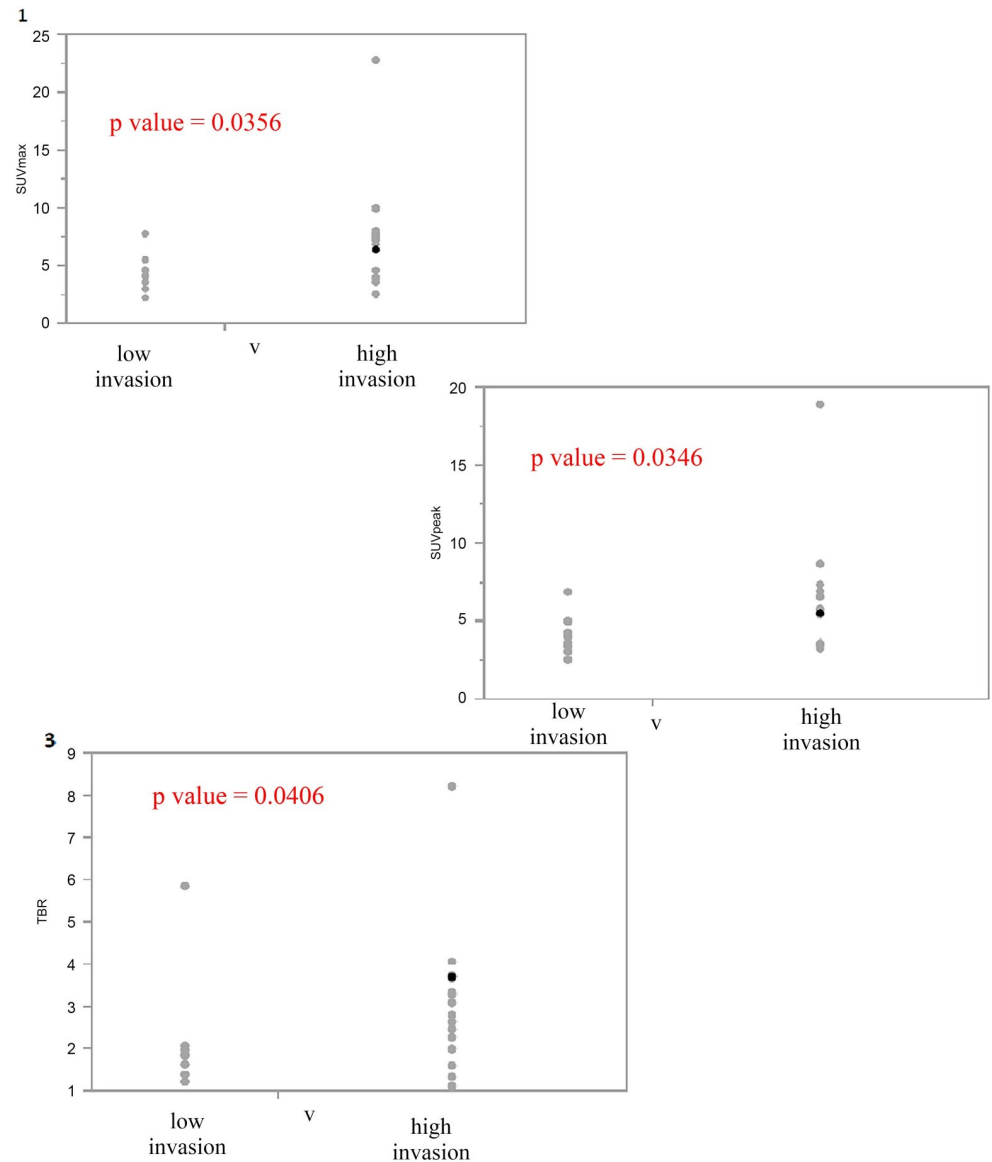 1
25
20
15
10
5
0
SUVmax
p value = 0.0356
low
invasion
v
high
invasion
20
15
10
5
0
SUVpeak
p value = 0.0346
low
invasion
v
high
invasion
3
9
8
7
6
5
4
3
2
1
TBR
p value = 0.0406
low
invasion
v
high
invasion